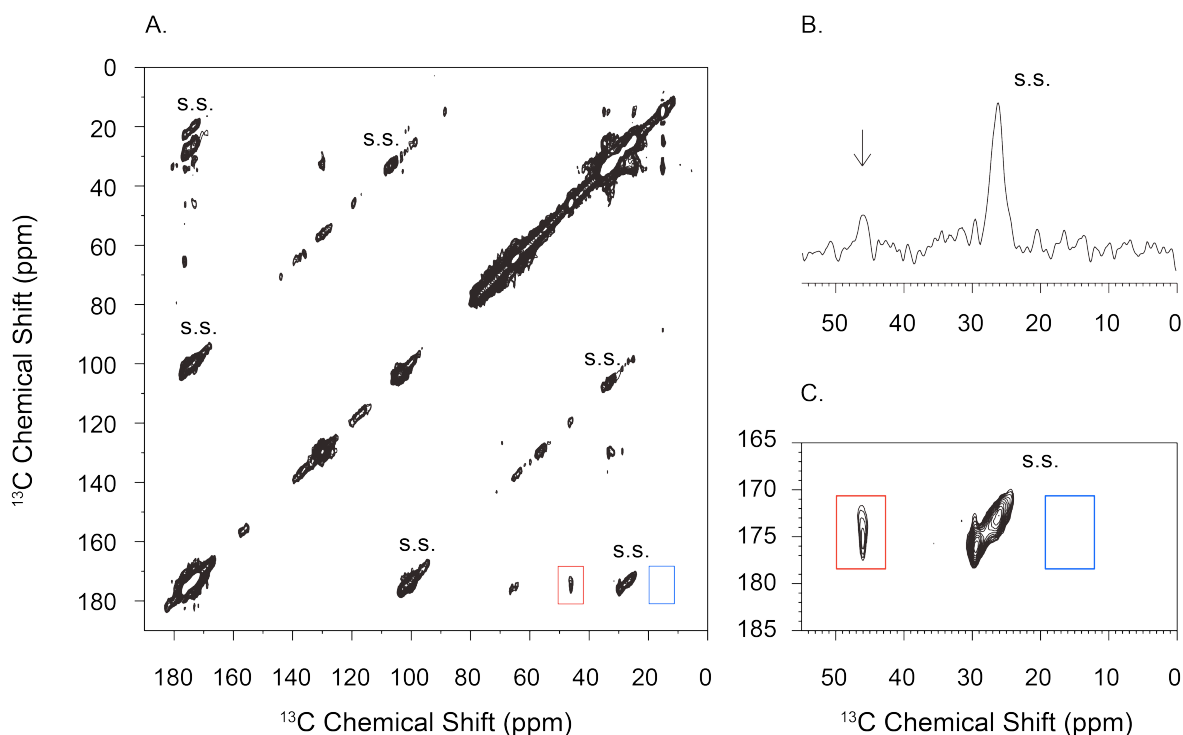 A.
¹³C Chemical Shift (ppm)
0
20
40
60
80
100
120
140
160
180
s.s.
s.s.
s.s.
s.s.
s.s.
s.s.
180 160 140 120 100 80 60 40 20 0
¹³C Chemical Shift (ppm)
B.
s.s.
50 40 30 20 10 0
C.
165
170
175
180
185
s.s.
50 40 30 20 10 0
¹³C Chemical Shift (ppm)